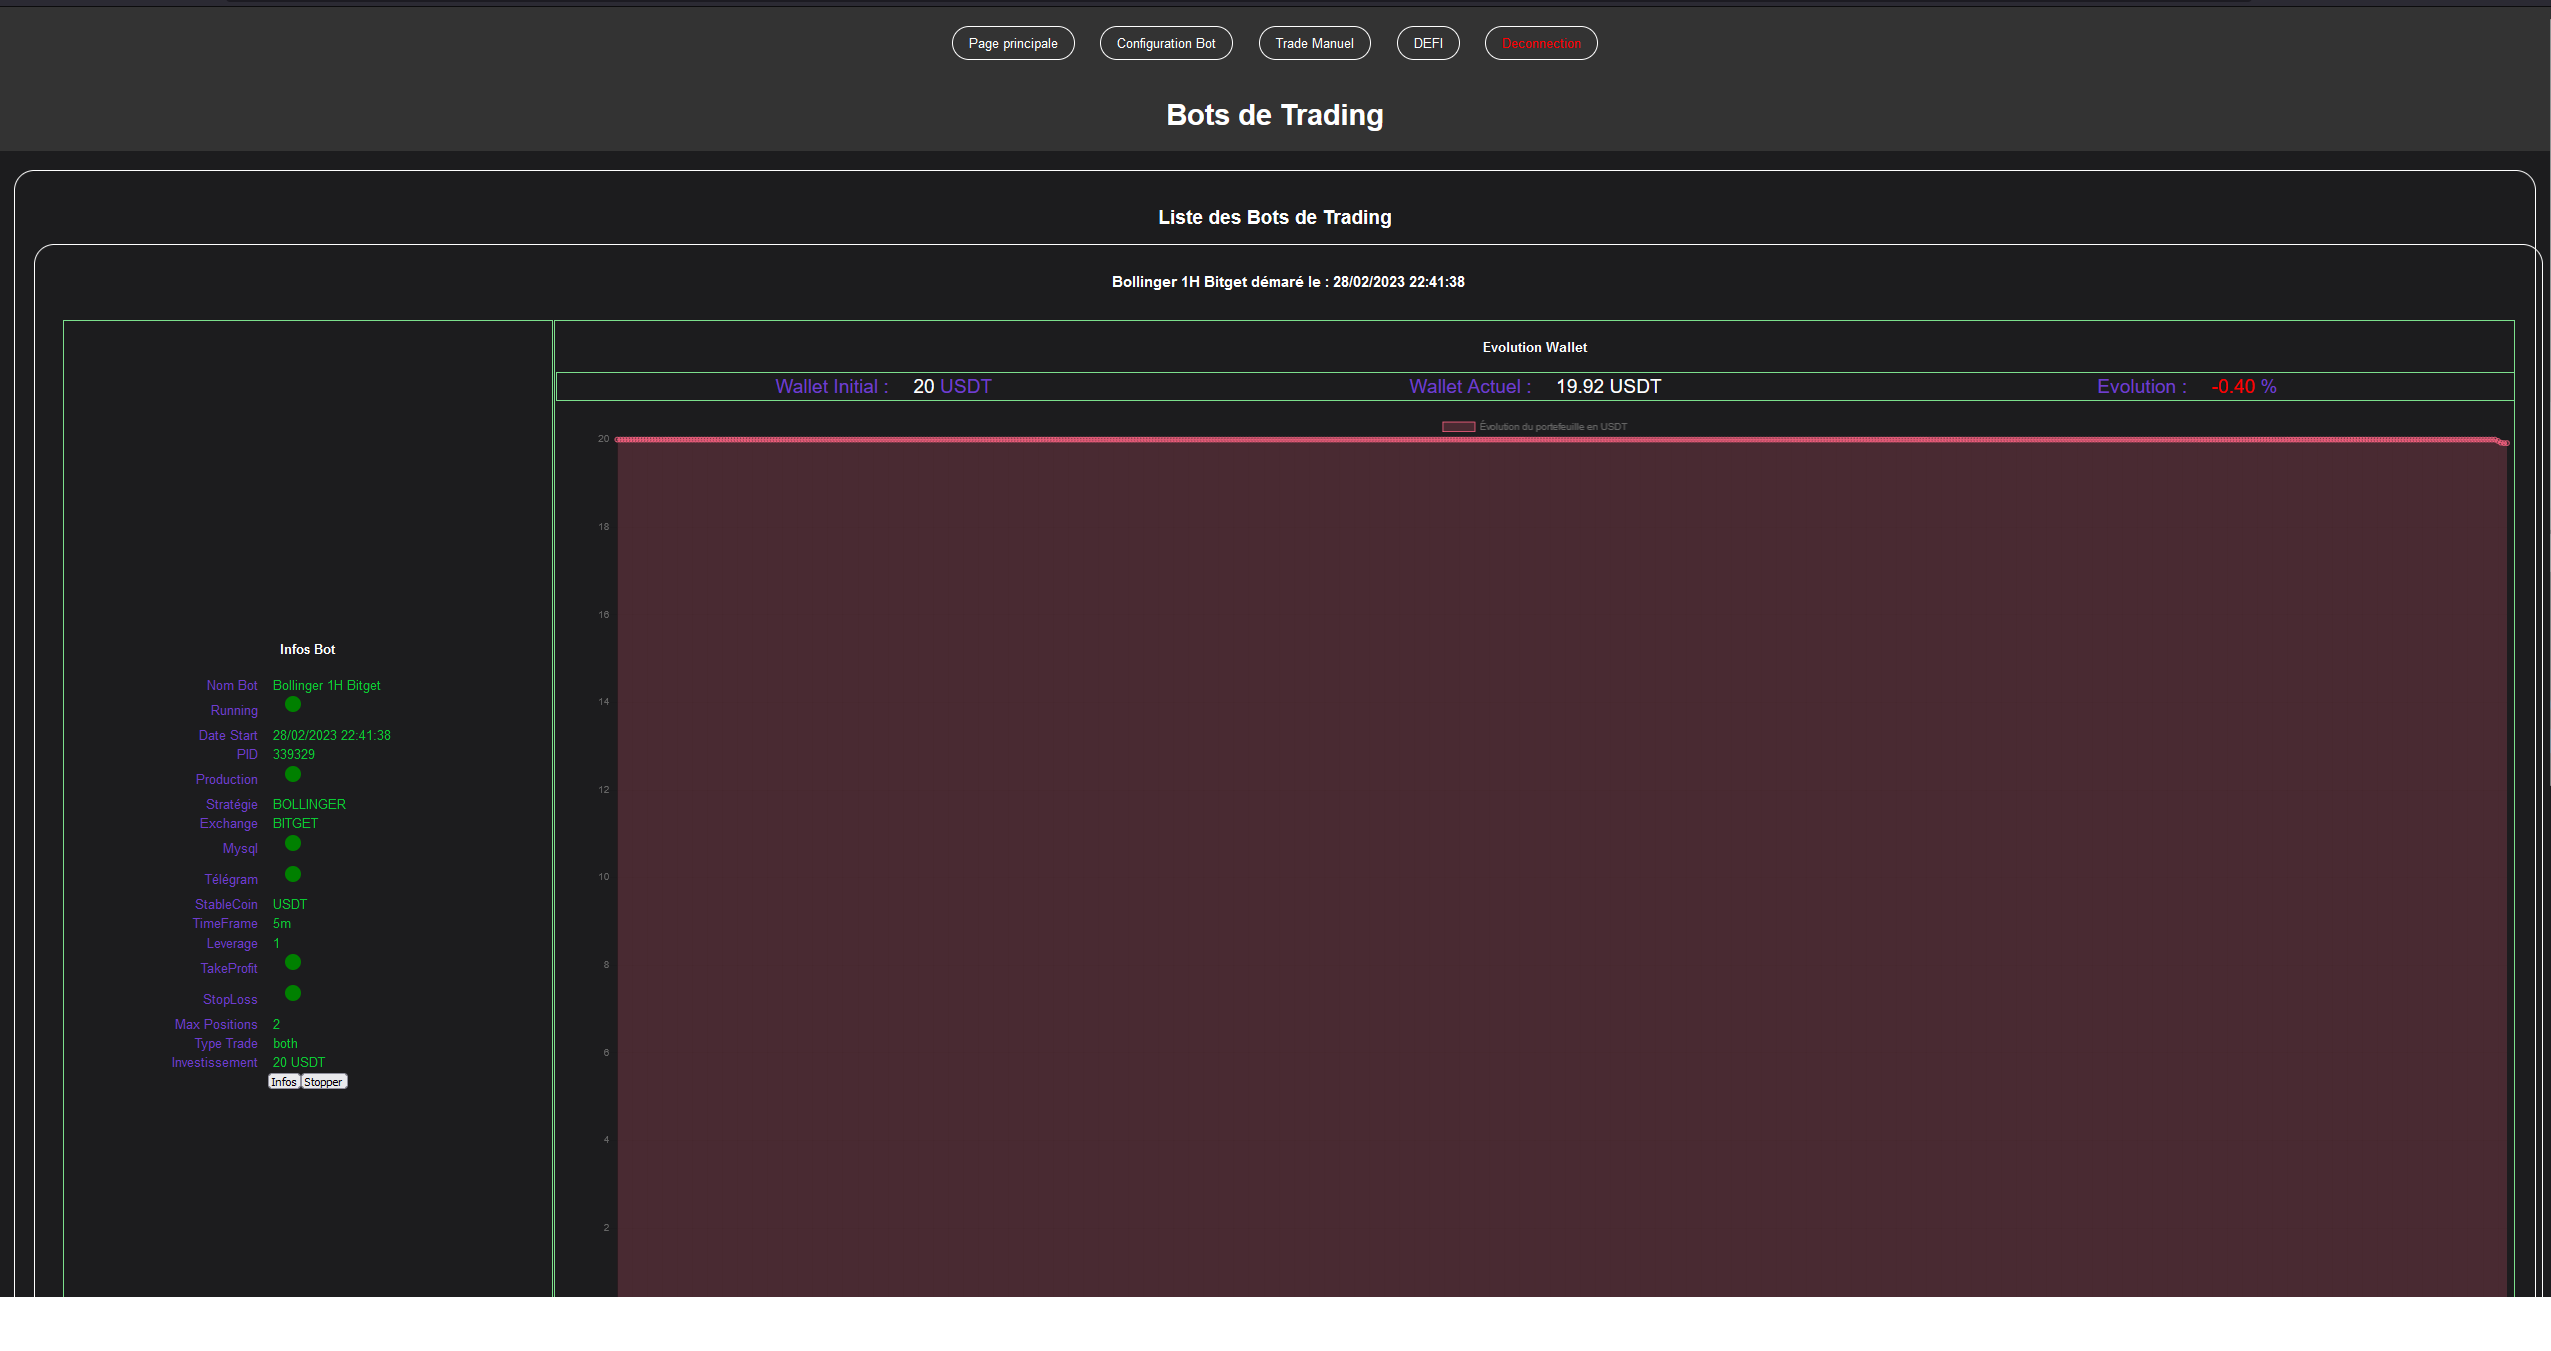 Page principale Configuration Bot Trade Manuel DEFI Deconnection
Bots de Trading
Liste des Bots de Trading
Bollinger 1H Bitget démaré le : 28/02/2023 22:41:38
Infos Bot
Nom Bot Bollinger 1H Bitget
Running
Date Start 28/02/2023 22:41:38
PID 339329
Production
Stratégie BOLLINGER
Exchange BITGET
Mysql
Télégram
StableCoin USDT
TimeFrame 5m
Leverage 1
TakeProfit
StopLoss
Max Positions 2
Type Trade both
Investissement 20 USDT
Infos Stopper
Evolution Wallet
Wallet Initial : 20 USDT Wallet Actuel : 19.92 USDT Evolution : -0.40 %
Évolution du portefeuille en USDT
20
18
16
14
12
10
8
6
4
2